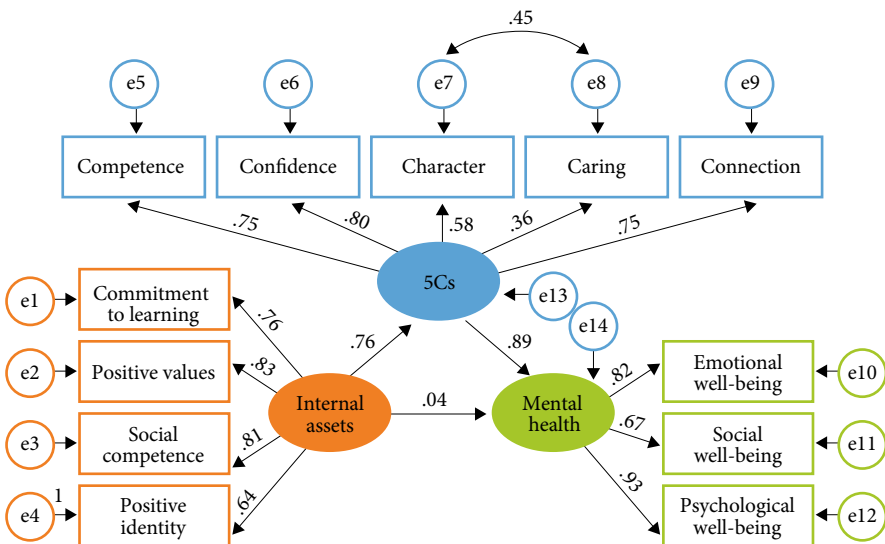 .45
e5
e6
e7
e8
e9
Competence
Confidence
Character
Caring
Connection
.75
.80
.58
.36
.75
5Cs
e13
e14
e1
Commitment
to learning
.76
.76
.89
e2
Positive values
.83
Internal
assets
.04
Mental
health
.82
Emotional
well-being
e10
e3
Social
competence
.81
.67
Social
well-being
e11
e4
1
Positive
identity
.64
.93
Psychological
well-being
e12